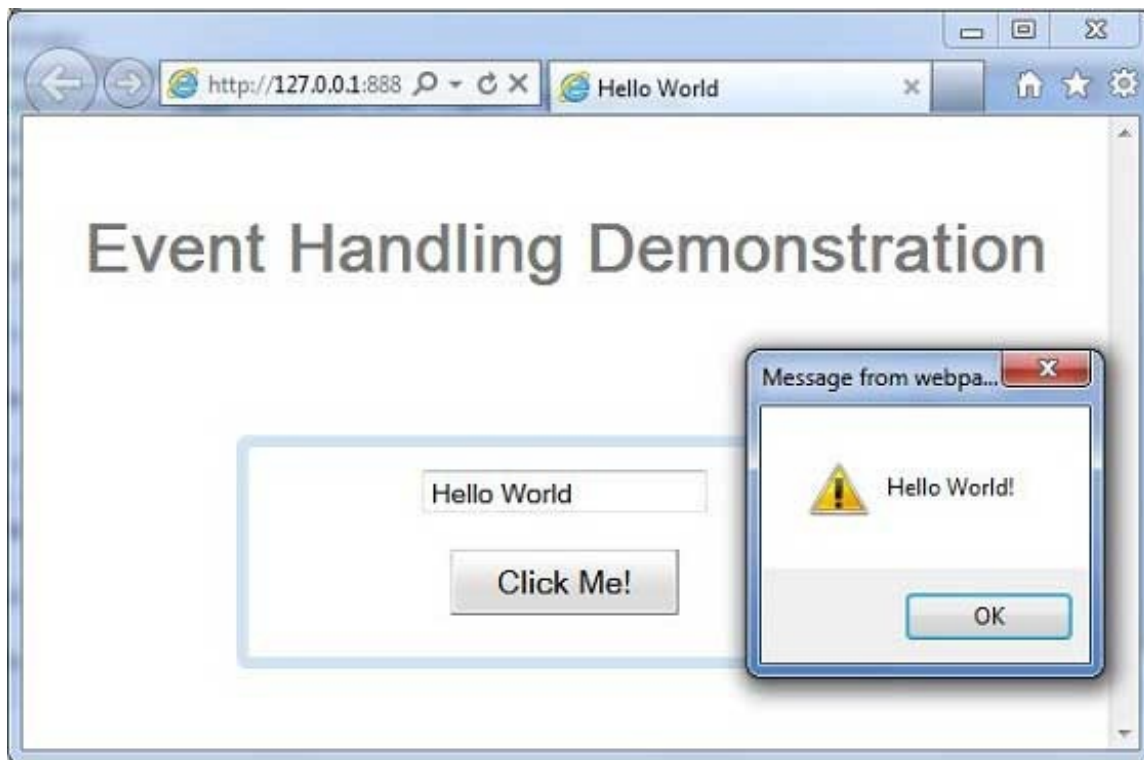 http://127.0.0.1:888
Hello World
Event Handling Demonstration
Message from webpa...
Hello World!
OK
Hello World
Click Me!